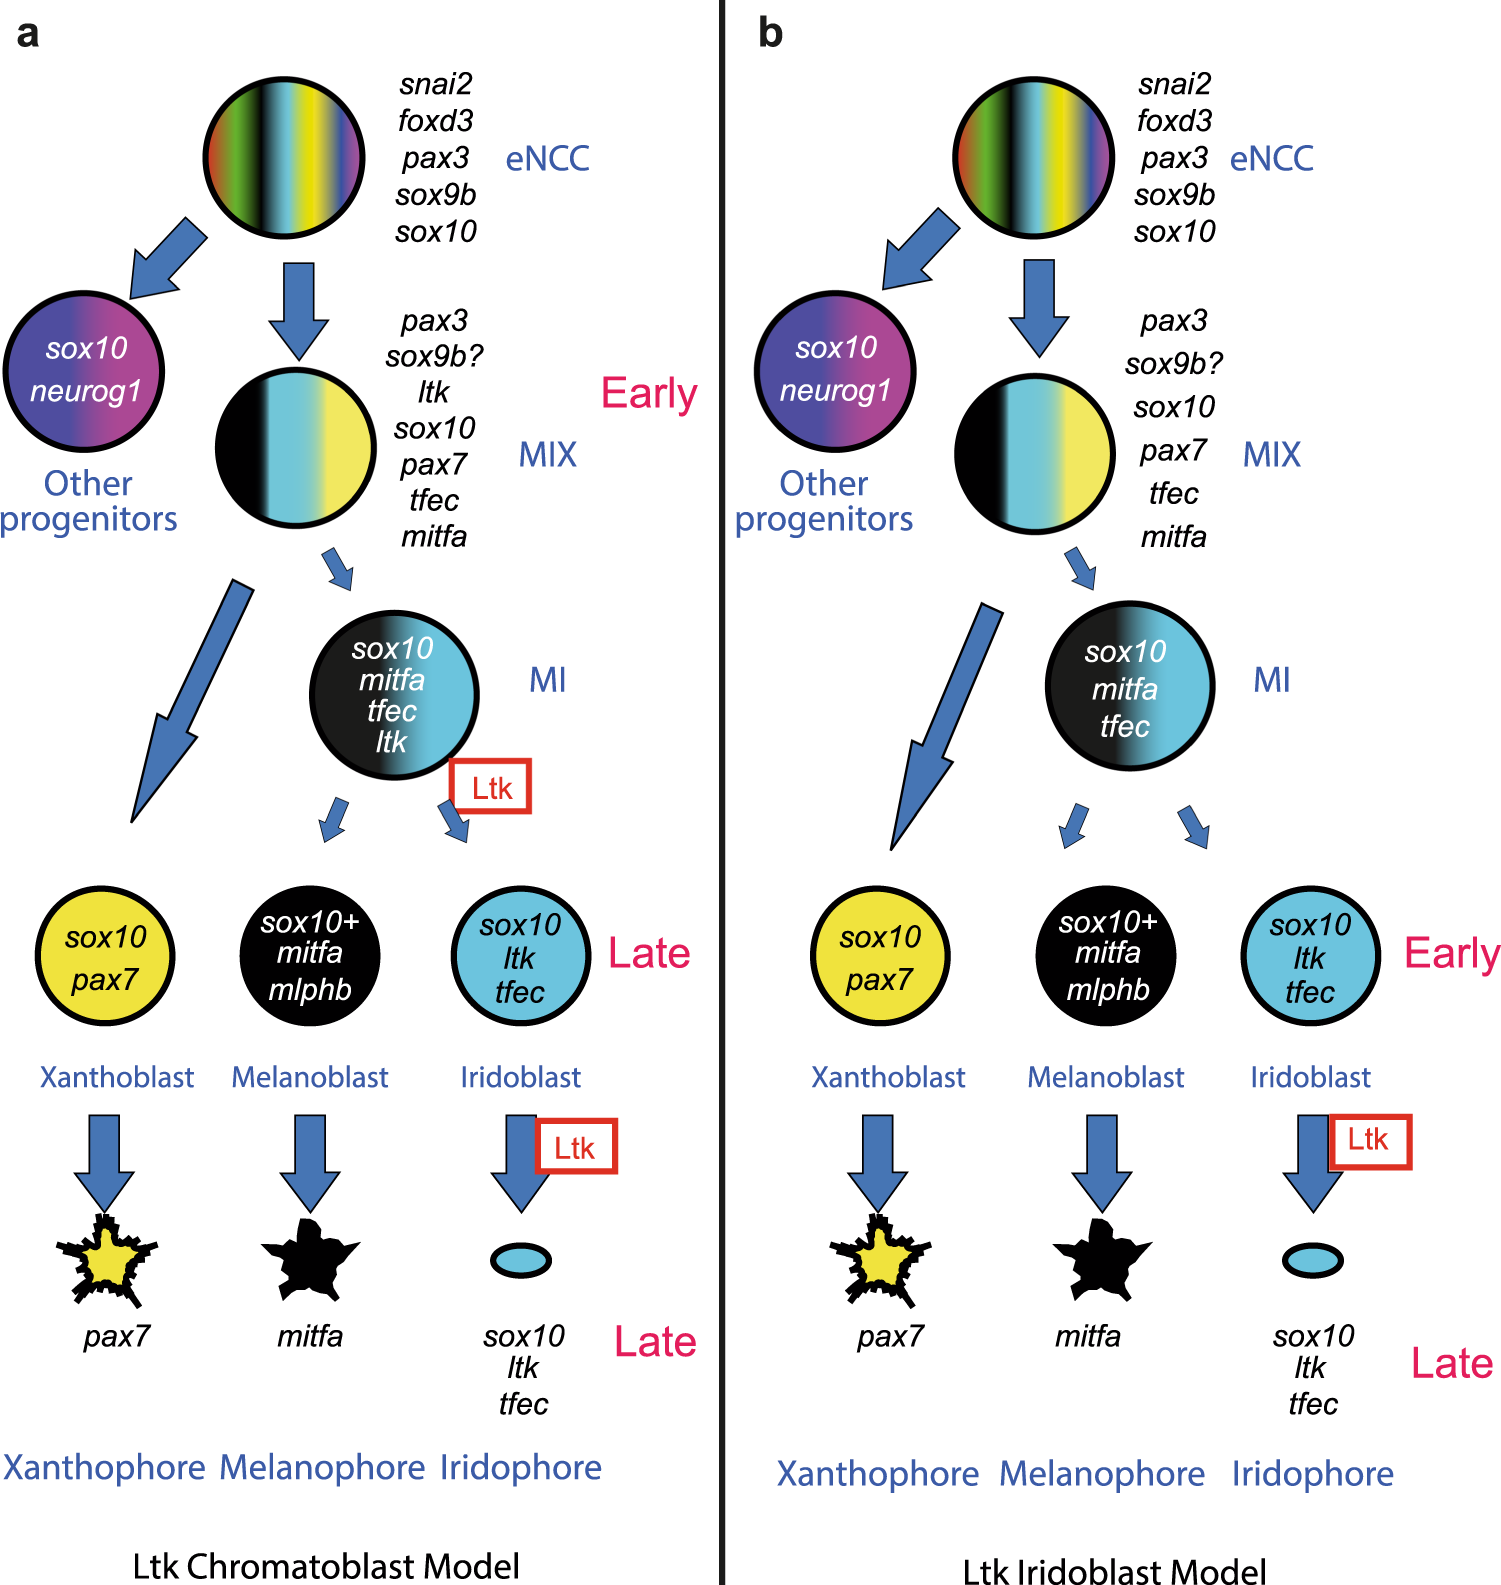 a
snai2
foxd3
pax3
sox9b
sox10
eNCC
sox10
neurog1
Other
progenitors
pax3
sox9b?
ltk
sox10
pax7
tfec
mitfa
Early
MIX
sox10
mitfa
tfec
ltk
MI
Ltk
sox10
pax7
sox10+
mitfa
mlphb
sox10
ltk
tfec
Late
Xanthoblast
Melanoblast
Iridoblast
Ltk
pax7
mitfa
sox10
ltk
tfec
Late
Xanthophore
Melanophore
Iridophore
Ltk Chromatoblast Model
b
snai2
foxd3
pax3
sox9b
sox10
eNCC
sox10
neurog1
Other
progenitors
pax3
sox9b?
sox10
pax7
tfec
mitfa
MIX
sox10
mitfa
tfec
MI
sox10
pax7
sox10+
mitfa
mlphb
sox10
ltk
tfec
Early
Xanthoblast
Melanoblast
Iridoblast
Ltk
pax7
mitfa
sox10
ltk
tfec
Late
Xanthophore
Melanophore
Iridophore
Ltk Iridoblast Model